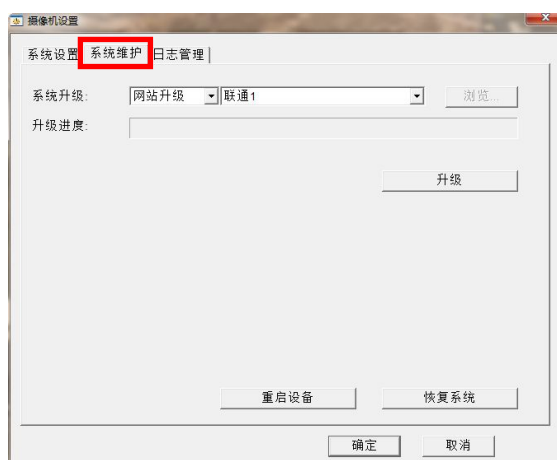 摄像机设置
系统设置 系统维护 日志管理
系统升级: 网站升级 联通1 浏览...
升级进度:
升级
重启设备 恢复系统
确定 取消